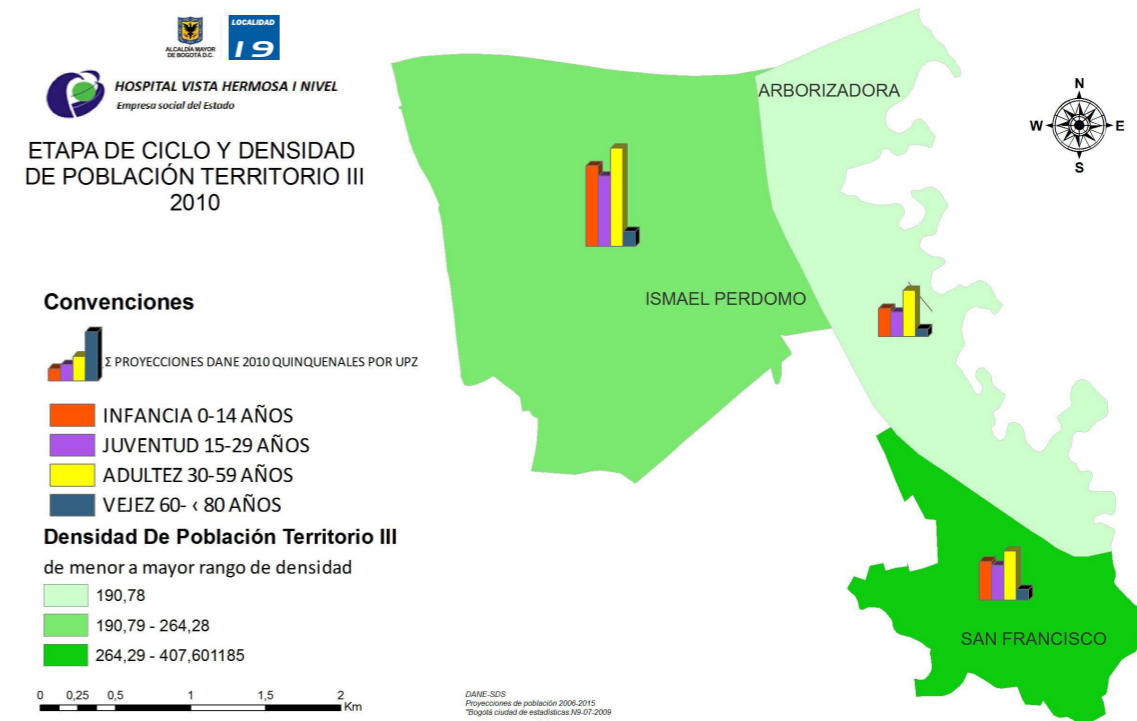 ALCALDÍA MAYOR
DE BOGOTÁ D.C.
LOCALIDAD
19
HOSPITAL VISTA HERMOSA I NIVEL
Empresa social del Estado
ETAPA DE CICLO Y DENSIDAD
DE POBLACIÓN TERRITORIO III
2010
Convenciones
Σ PROYECCIONES DANE 2010 QUINQUENALES POR UPZ
INFANCIA 0-14 AÑOS
JUVENTUD 15-29 AÑOS
ADULTEZ 30-59 AÑOS
VEJEZ 60- ‹ 80 AÑOS
Densidad De Población Territorio III
de menor a mayor rango de densidad
190,78
190,79 - 264,28
264,29 - 407,601185
0 0,25 0,5 1 1,5 2
Km
DANE-SDS
Proyecciones de población 2006-2015
"Bogotá ciudad de estadísticas.N9-07-2009
ARBORIZADORA
ISMAEL PERDOMO
SAN FRANCISCO
N
W E
S